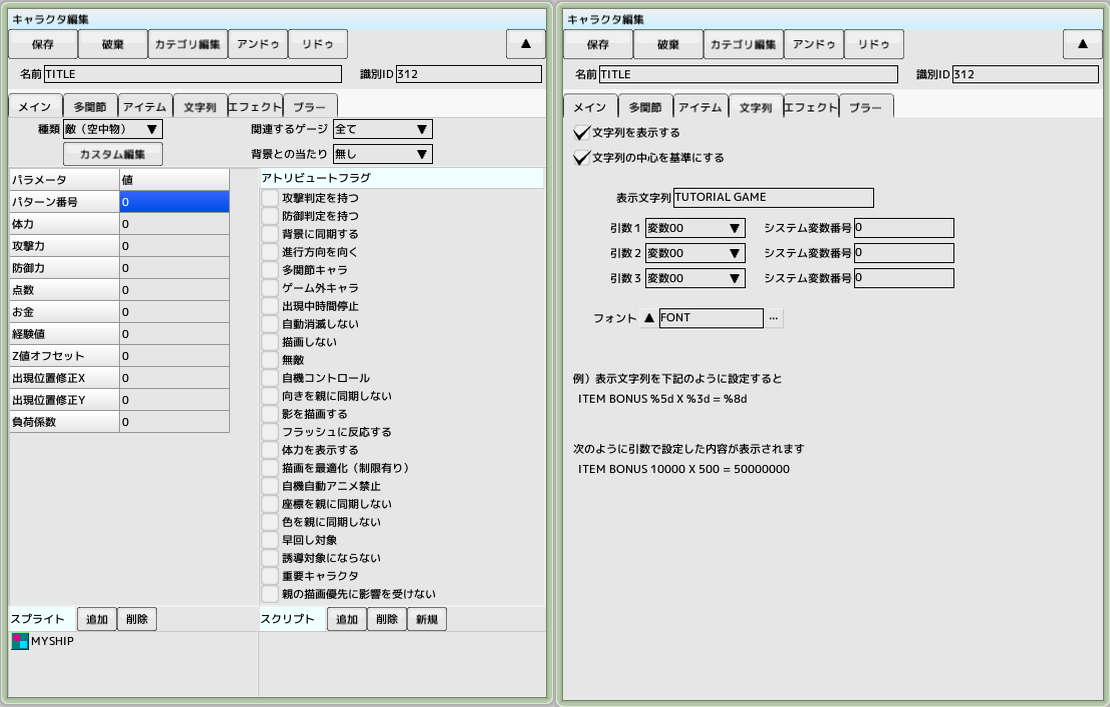 キャラクタ編集
保存 破棄 カテゴリ編集 アンドゥ リドゥ ▲
名前 TITLE 識別ID 312
メイン 多関節 アイテム 文字列 エフェクト ブラー
種類 敵（空中物） ▼ 関連するゲージ 全て ▼
カスタム編集 背景との当たり 無し ▼
パラメータ 値
パターン番号 0
体力 0
攻撃力 0
防御力 0
点数 0
お金 0
経験値 0
Z値オフセット 0
出現位置修正X 0
出現位置修正Y 0
負荷係数 0
アトリビュートフラグ
攻撃判定を持つ
防御判定を持つ
背景に同期する
進行方向を向く
多関節キャラ
ゲーム外キャラ
出現中時間停止
自動消滅しない
描画しない
無敵
自機コントロール
向きを親に同期しない
影を描画する
フラッシュに反応する
体力を表示する
描画を最適化（制限有り）
自機自動アニメ禁止
座標を親に同期しない
色を親に同期しない
早回し対象
誘導対象にならない
重要キャラクタ
親の描画優先に影響を受けない
スプライト 追加 削除
MYSHIP
スクリプト 追加 削除 新規
キャラクタ編集
保存 破棄 カテゴリ編集 アンドゥ リドゥ ▲
名前 TITLE 識別ID 312
メイン 多関節 アイテム 文字列 エフェクト ブラー
文字列を表示する
文字列の中心を基準にする
表示文字列 TUTORIAL GAME
引数１ 変数00 ▼ システム変数番号 0
引数２ 変数00 ▼ システム変数番号 0
引数３ 変数00 ▼ システム変数番号 0
フォント ▲ FONT ...
例）表示文字列を下記のように設定すると
ITEM BONUS %5d X %3d = %8d
次のように引数で設定した内容が表示されます
ITEM BONUS 10000 X 500 = 50000000